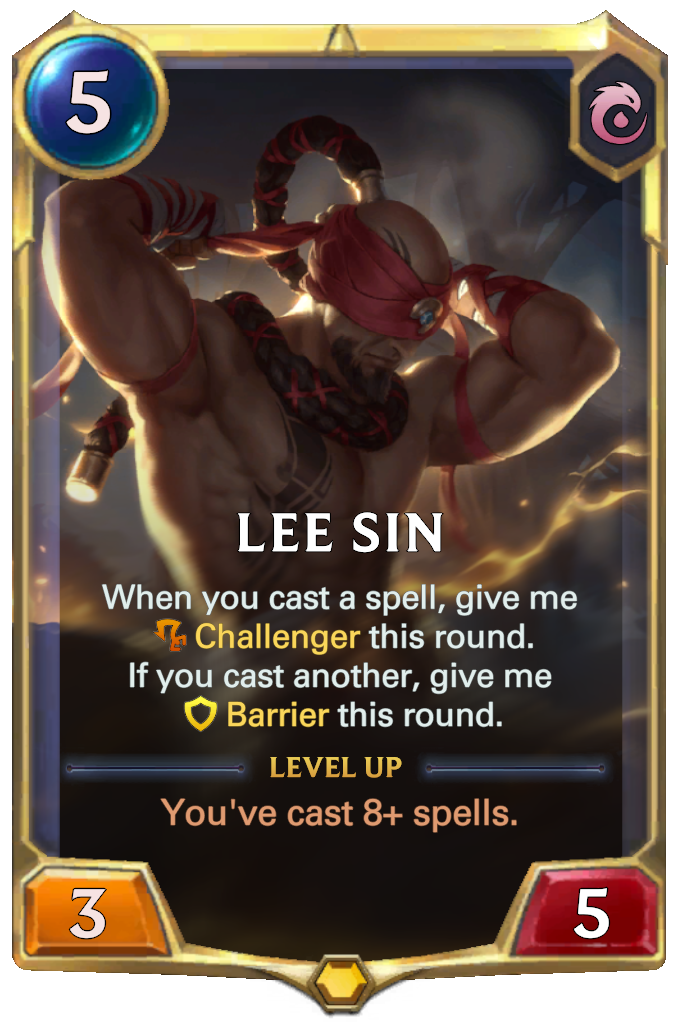 5
LEE SIN
When you cast a spell, give me
Challenger this round.
If you cast another, give me
Barrier this round.
LEVEL UP
You've cast 8+ spells.
3
5